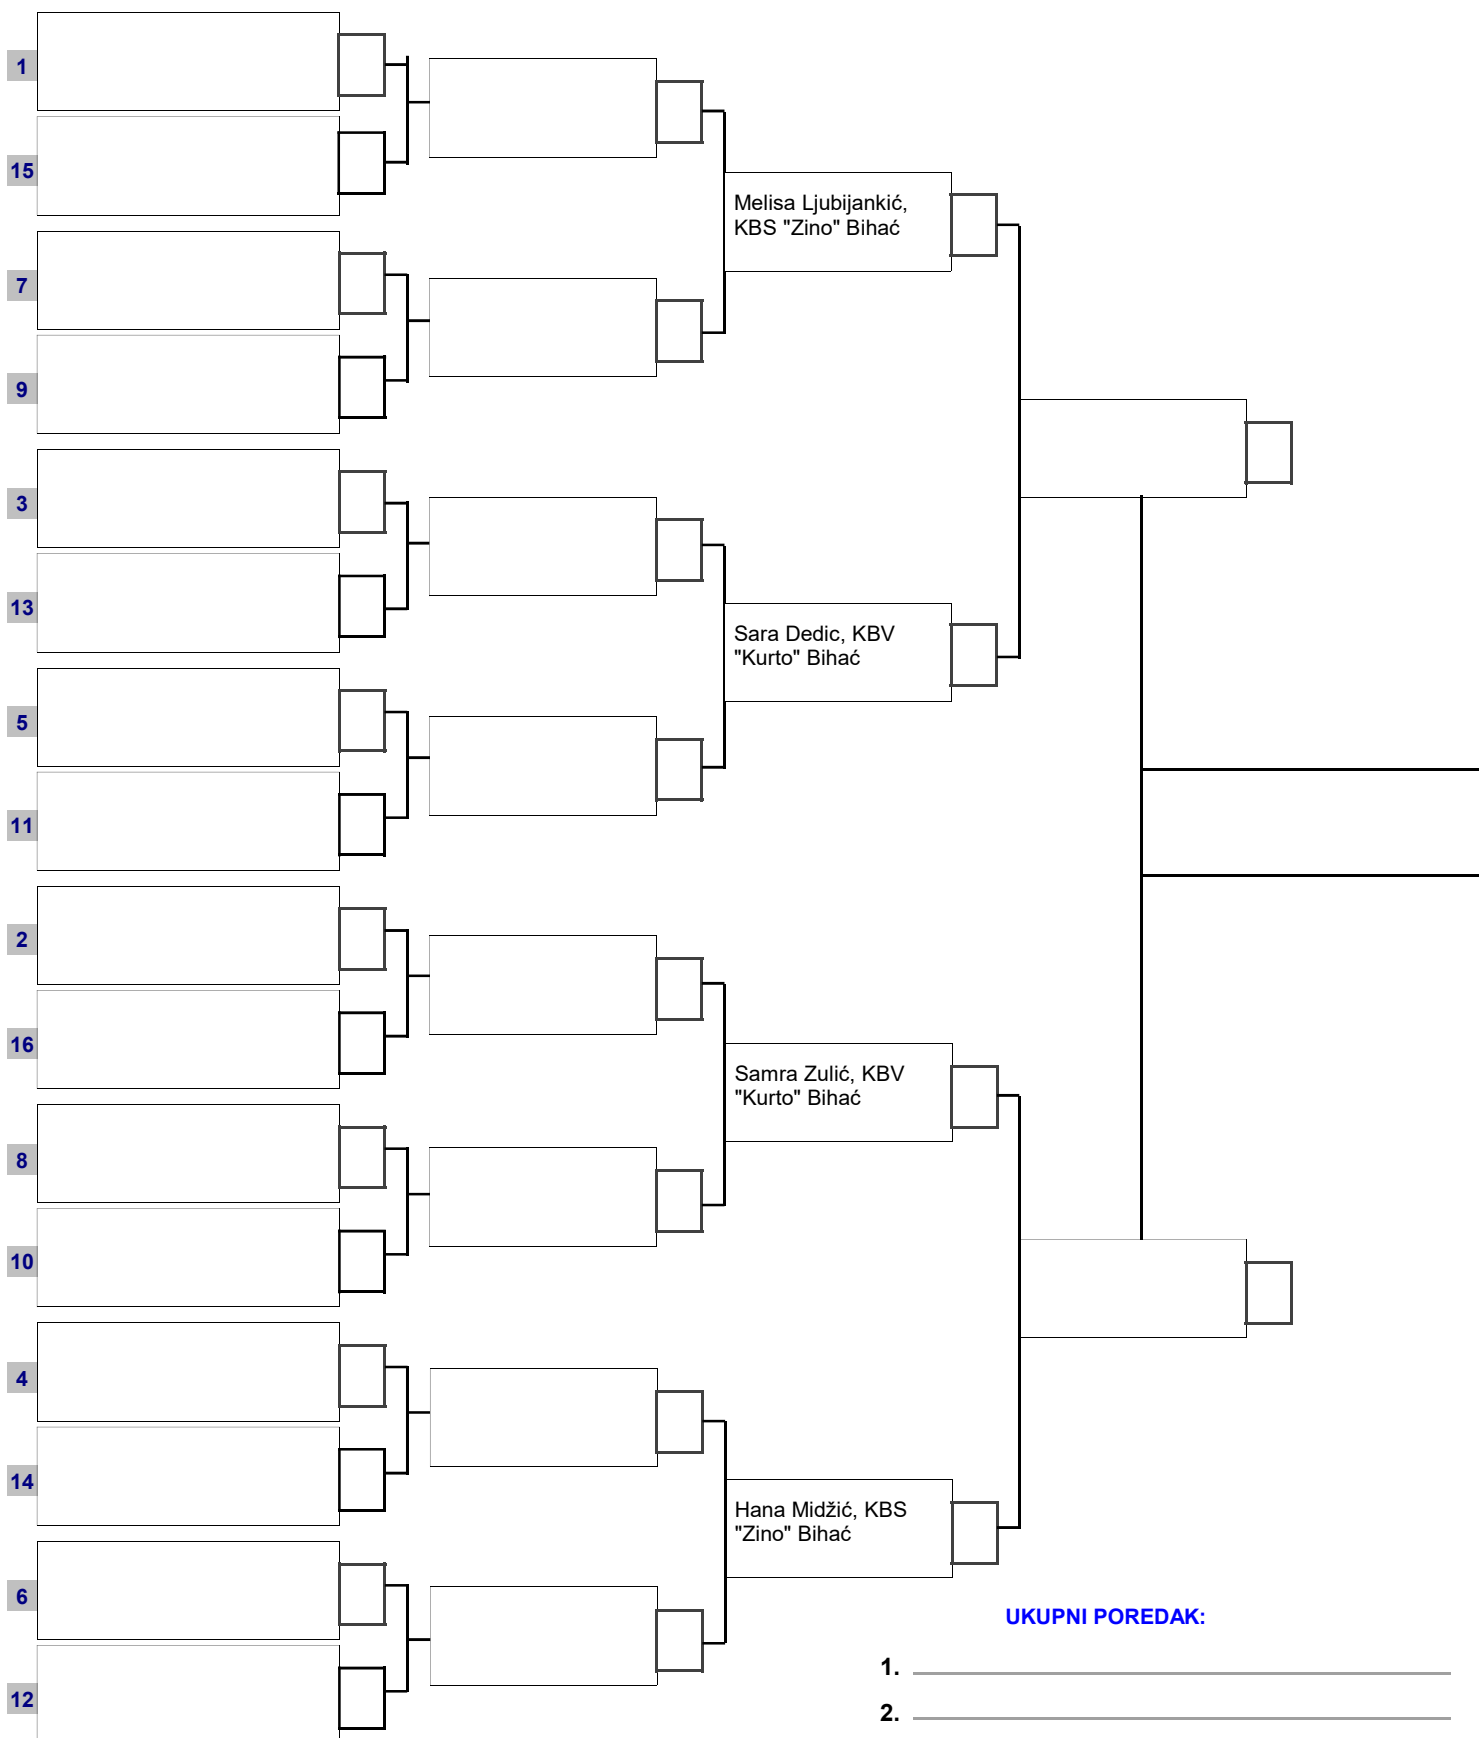 1
15
7
9
3
13
5
11
2
16
8
10
4
14
6
12
Melisa Ljubijankić,
KBS "Zino" Bihać
Sara Dedic, KBV
"Kurto" Bihać
Samra Zulić, KBV
"Kurto" Bihać
Hana Midžić, KBS
"Zino" Bihać
UKUPNI POREDAK:
1.
2.